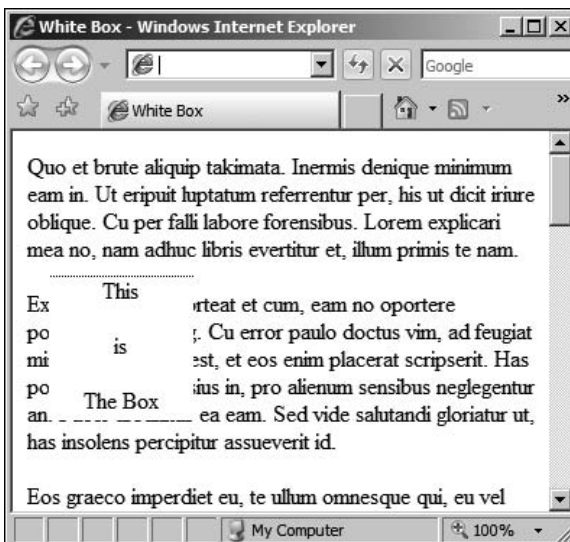 White Box - Windows Internet Explorer
Google
White Box
Quo et brute aliquip takimata. Inermis denique minimum
eam in. Ut eripuit luptatum referrentur per, his ut dicit iriure
oblique. Cu per falli labore forensibus. Lorem explicari
mea no, nam adhuc libris evertitur et, illum primis te nam.
This
Ex rteat et cum, eam no oportere
po . Cu error paulo doctus vim, ad feugiat
is
mi est, et eos enim placerat scripserit. Has
po ius in, pro alienum sensibus neglegentur
The Box
an. ea eam. Sed vide salutandi gloriatur ut,
has insolens percipitur assueverit id.
Eos graeco imperdiet eu, te ullum omnesque qui, eu vel
My Computer
100%